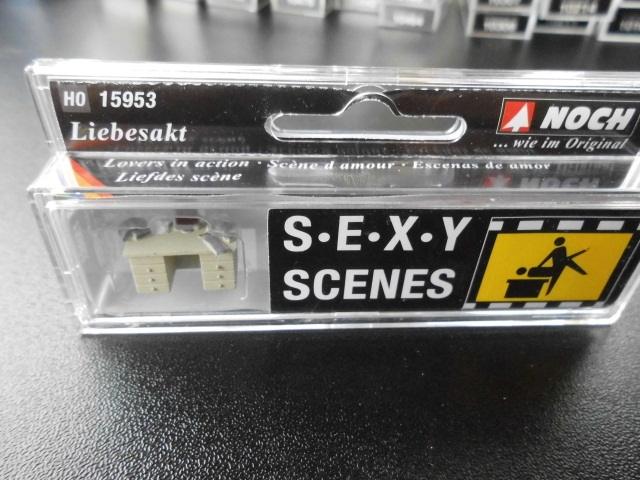 H0 15953
Liebesakt
NOCH
... wie im Original
Lovers in action · Scène d'amour · Escenas de amor
Liefdes scène
S·E·X·Y
SCENES